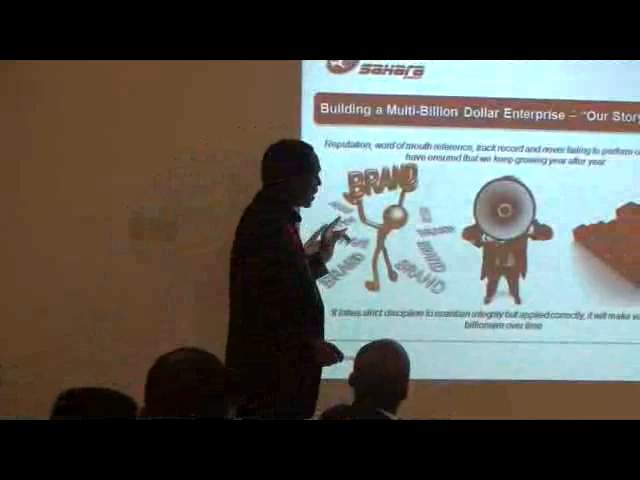 sahara
Building a Multi-Billion Dollar Enterprise – "Our Story
Reputation, word of mouth reference, track record and never failing to perform
have ensured that we keep growing year after year
BRAND
BRAND
BRAND
BRAND
It takes strict discipline to maintain integrity but applied correctly, it will make
billionaire over time